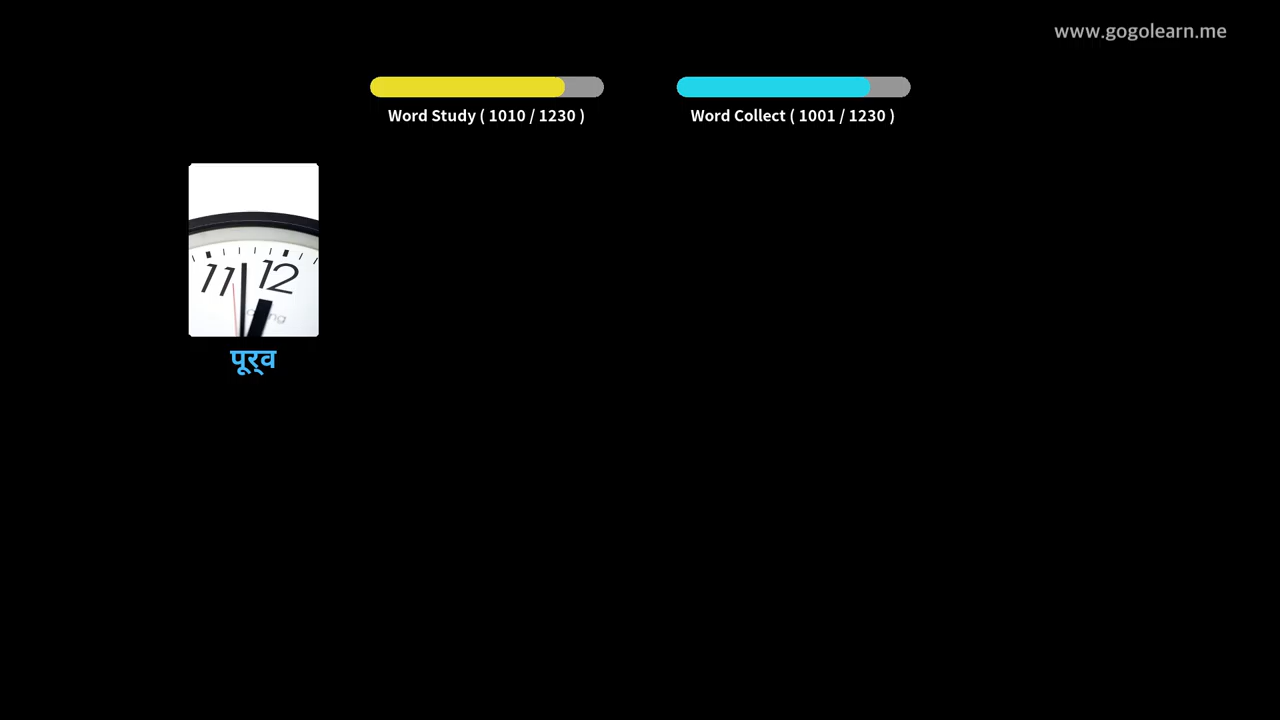 www.gogolearn.me
Word Study ( 1010 / 1230 )
Word Collect ( 1001 / 1230 )
11 12
पूर्व